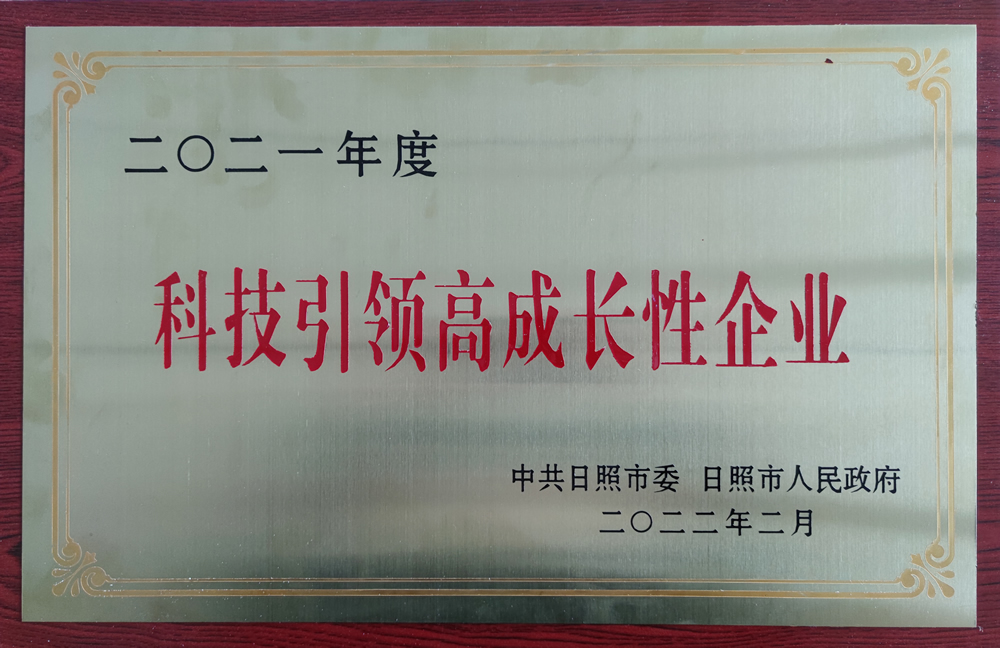 二〇二一年度
科技引领高成长性企业
中共日照市委 日照市人民政府
二〇二二年二月